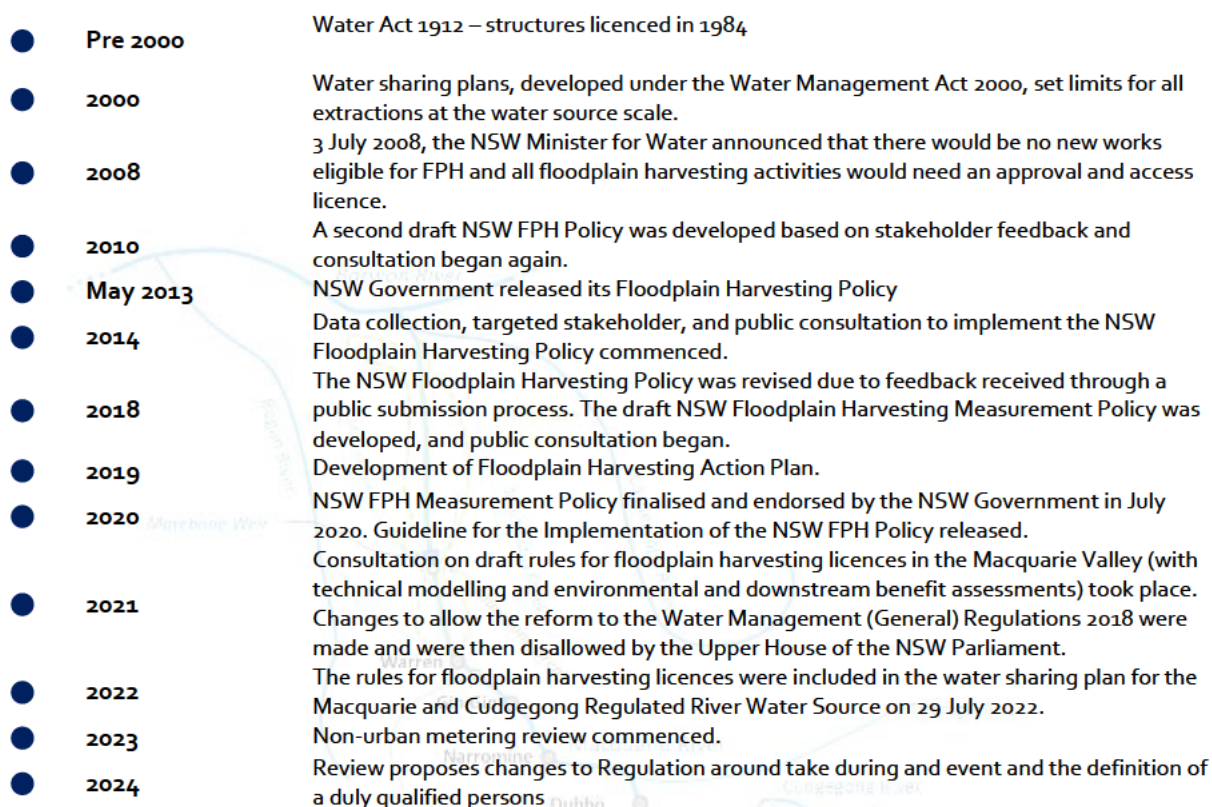 Pre 2000
Water Act 1912 – structures licenced in 1984
2000
Water sharing plans, developed under the Water Management Act 2000, set limits for all
extractions at the water source scale.
2008
3 July 2008, the NSW Minister for Water announced that there would be no new works
eligible for FPH and all floodplain harvesting activities would need an approval and access
licence.
2010
A second draft NSW FPH Policy was developed based on stakeholder feedback and
consultation began again.
Barwon River
May 2013
NSW Government released its Floodplain Harvesting Policy
2014
Data collection, targeted stakeholder, and public consultation to implement the NSW
Floodplain Harvesting Policy commenced.
2018
The NSW Floodplain Harvesting Policy was revised due to feedback received through a
public submission process. The draft NSW Floodplain Harvesting Measurement Policy was
developed, and public consultation began.
Bogan River
2019
Development of Floodplain Harvesting Action Plan.
2020
NSW FPH Measurement Policy finalised and endorsed by the NSW Government in July
2020. Guideline for the Implementation of the NSW FPH Policy released.
Marebone Weir
2021
Consultation on draft rules for floodplain harvesting licences in the Macquarie Valley (with
technical modelling and environmental and downstream benefit assessments) took place.
Changes to allow the reform to the Water Management (General) Regulations 2018 were
made and were then disallowed by the Upper House of the NSW Parliament.
Warren
2022
The rules for floodplain harvesting licences were included in the water sharing plan for the
Macquarie and Cudgegong Regulated River Water Source on 29 July 2022.
2023
Non-urban metering review commenced.
Narromine
2024
Review proposes changes to Regulation around take during and event and the definition of
a duly qualified persons
Dubbo
Cudgegong River